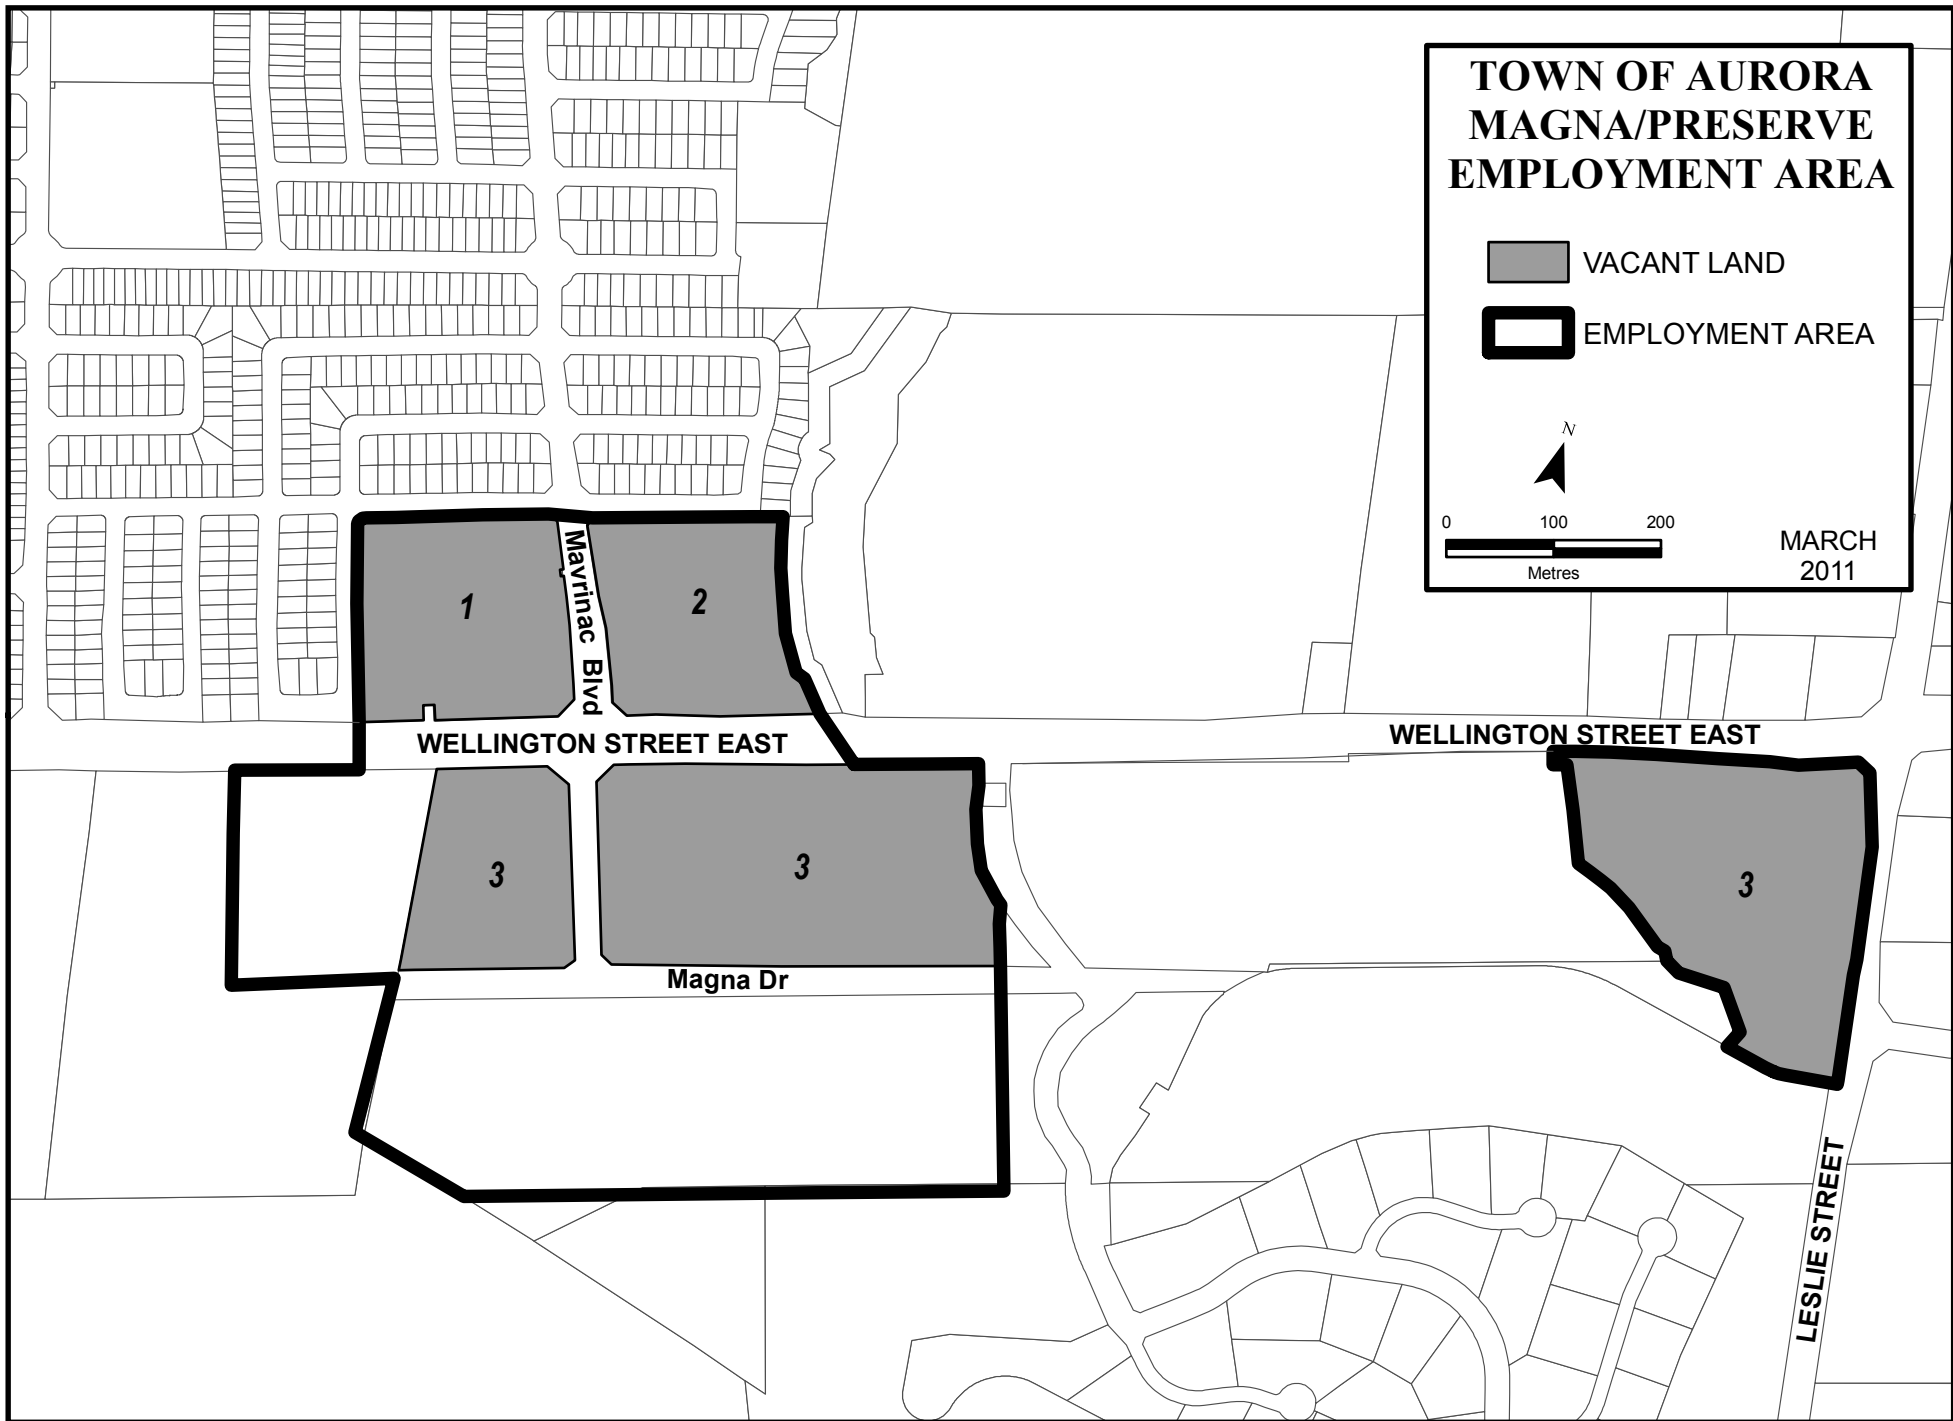 TOWN OF AURORA
MAGNA/PRESERVE
EMPLOYMENT AREA
VACANT LAND
EMPLOYMENT AREA
N
0 100 200
Metres
MARCH
2011
Mavrinac Blvd
1
2
WELLINGTON STREET EAST
WELLINGTON STREET EAST
3
3
3
Magna Dr
LESLIE STREET